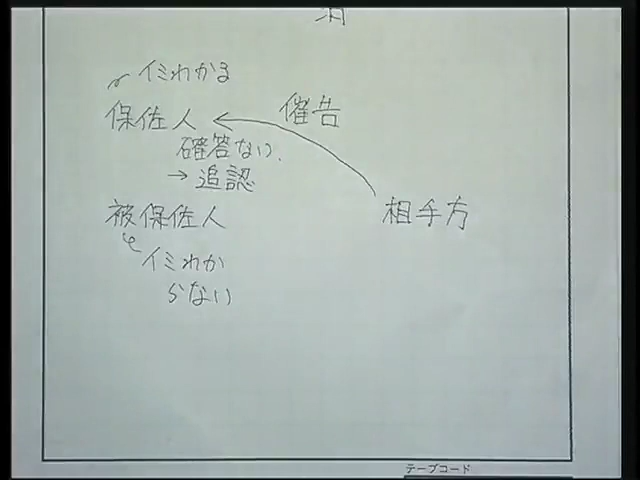 イミわかる
保佐人
催告
確答ない.
→追認
相手方
被保佐人
イミわか
らない
テープコード